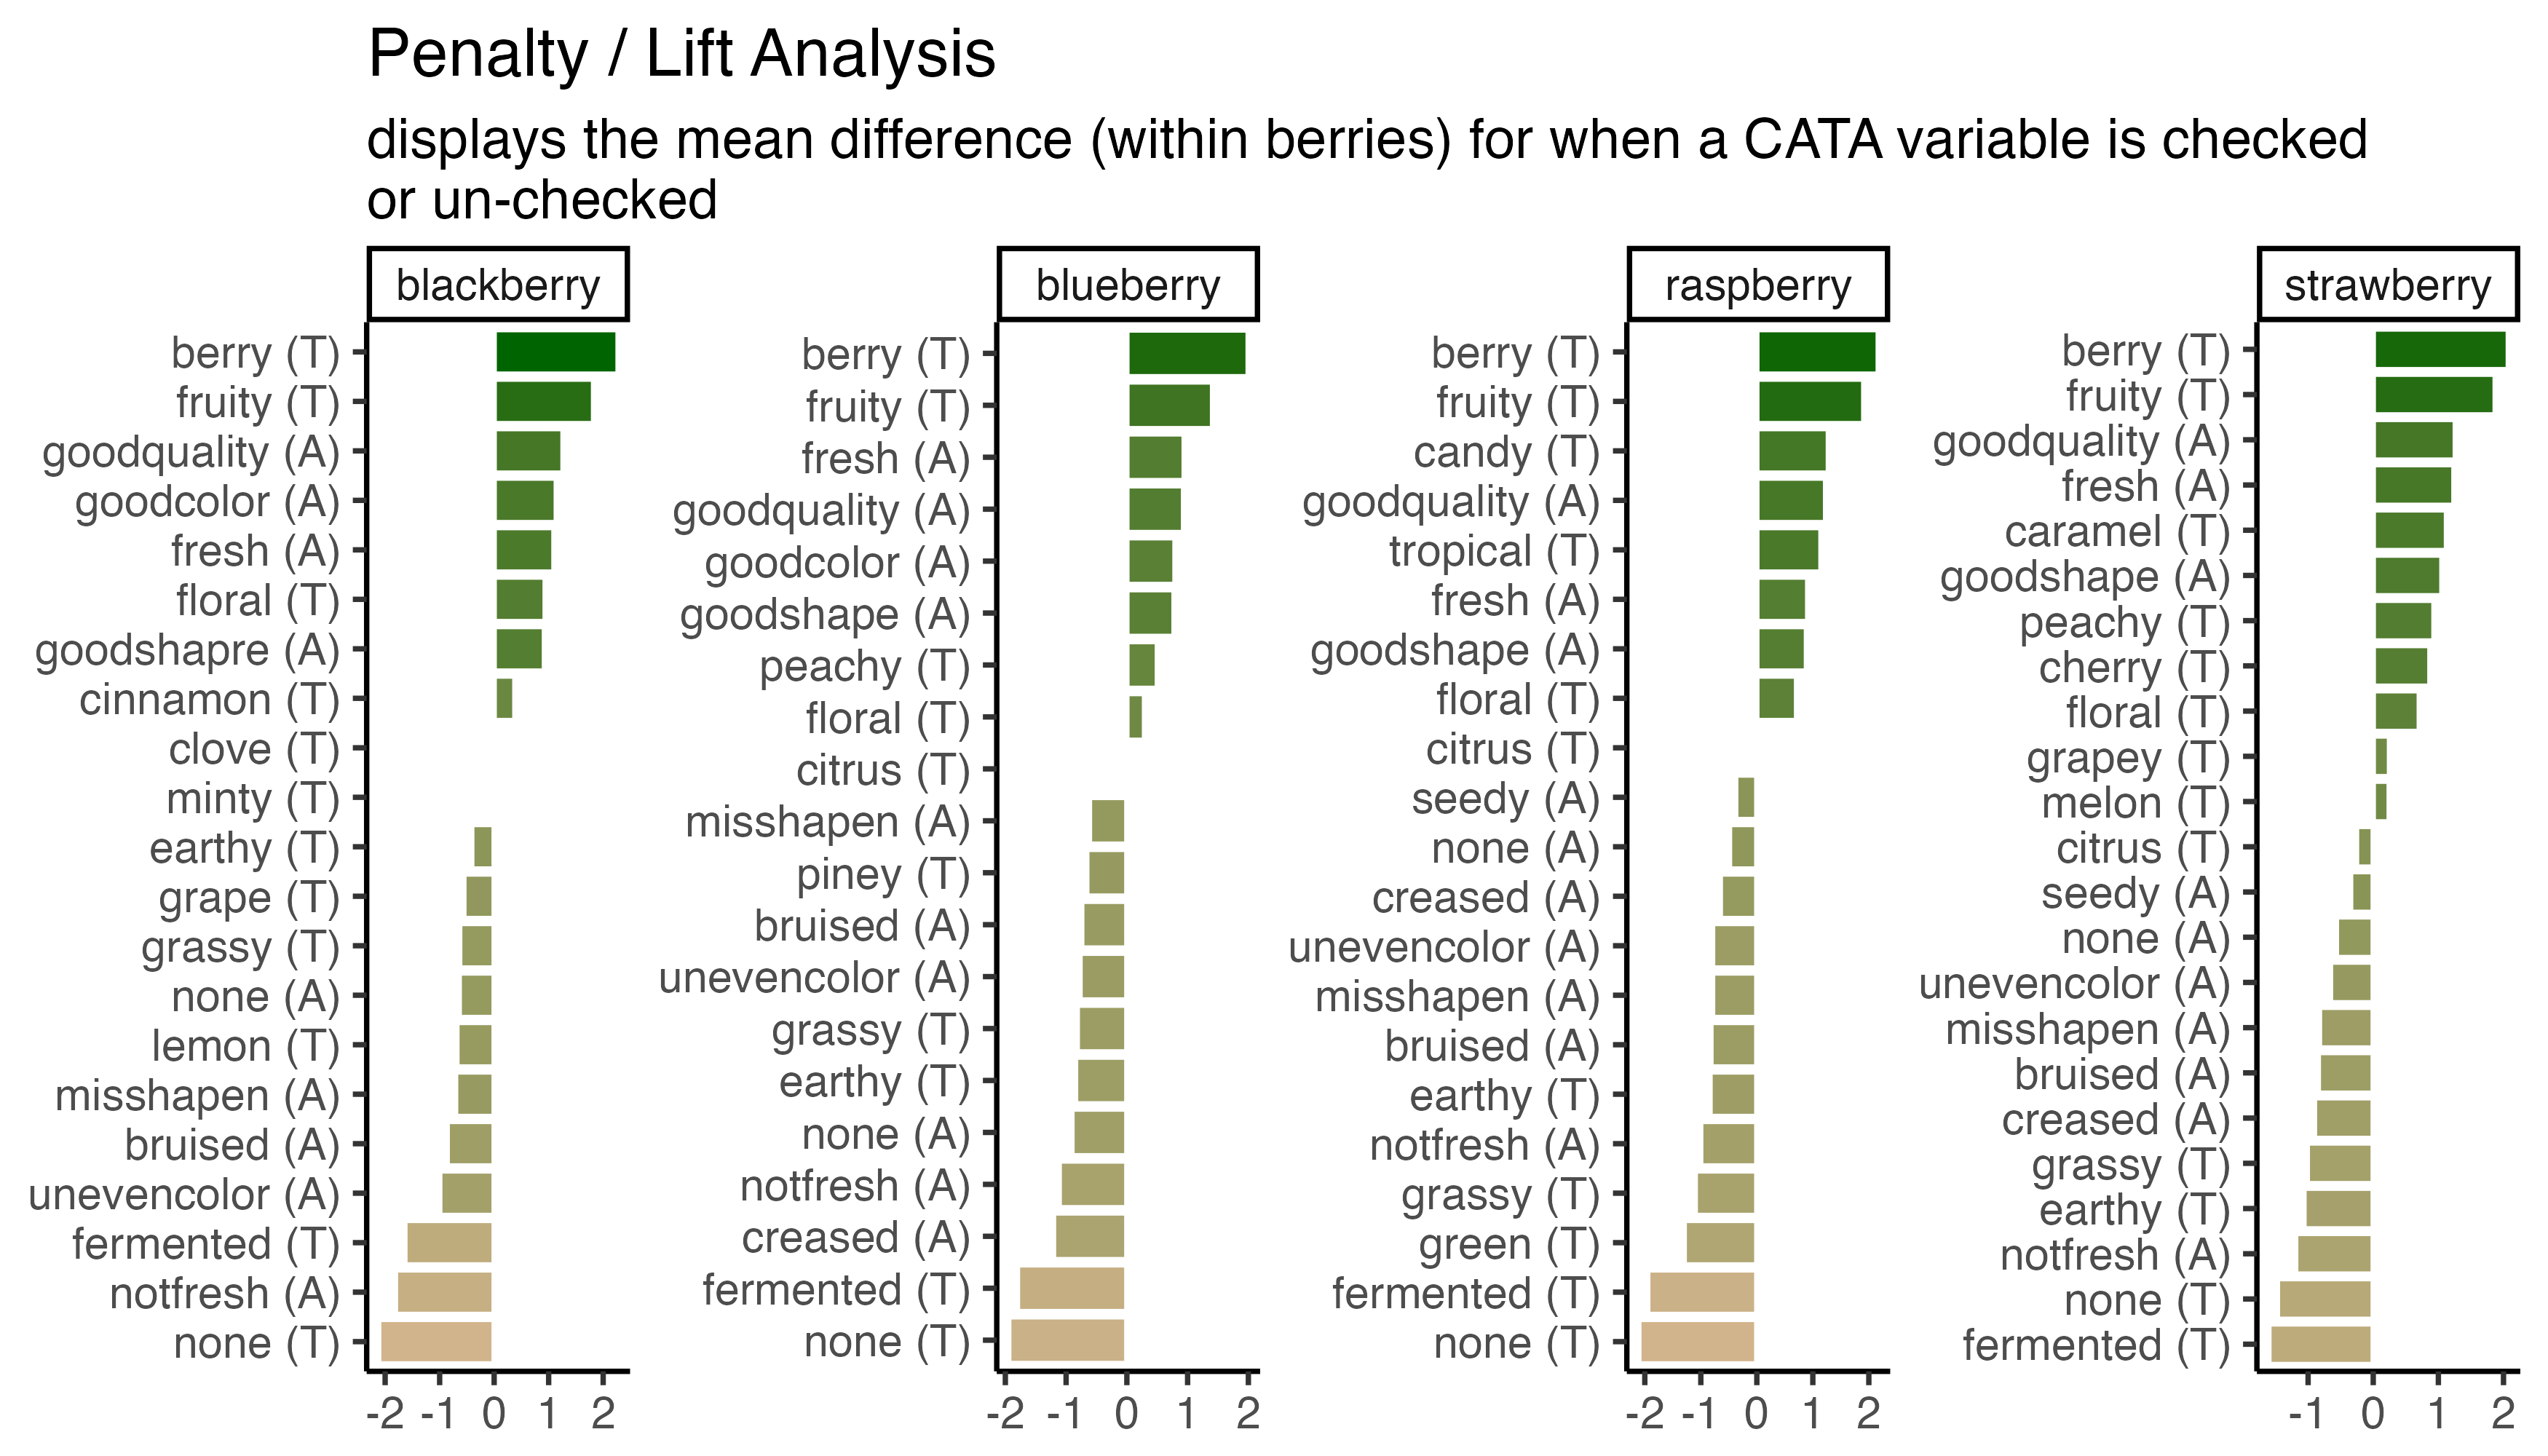 Penalty / Lift Analysis
displays the mean difference (within berries) for when a CATA variable is checked
or un-checked
blackberry
berry (T)
fruity (T)
goodquality (A)
goodcolor (A)
fresh (A)
floral (T)
goodshapre (A)
cinnamon (T)
clove (T)
minty (T)
earthy (T)
grape (T)
grassy (T)
none (A)
lemon (T)
misshapen (A)
bruised (A)
unevencolor (A)
fermented (T)
notfresh (A)
none (T)
-2 -1 0 1 2
blueberry
berry (T)
fruity (T)
fresh (A)
goodquality (A)
goodcolor (A)
goodshape (A)
peachy (T)
floral (T)
citrus (T)
misshapen (A)
piney (T)
bruised (A)
unevencolor (A)
grassy (T)
earthy (T)
none (A)
notfresh (A)
creased (A)
fermented (T)
none (T)
-2 -1 0 1 2
raspberry
berry (T)
fruity (T)
candy (T)
goodquality (A)
tropical (T)
fresh (A)
goodshape (A)
floral (T)
citrus (T)
seedy (A)
none (A)
creased (A)
unevencolor (A)
misshapen (A)
bruised (A)
earthy (T)
notfresh (A)
grassy (T)
green (T)
fermented (T)
none (T)
-2 -1 0 1 2
strawberry
berry (T)
fruity (T)
goodquality (A)
fresh (A)
caramel (T)
goodshape (A)
peachy (T)
cherry (T)
floral (T)
grapey (T)
melon (T)
citrus (T)
seedy (A)
none (A)
unevencolor (A)
misshapen (A)
bruised (A)
creased (A)
grassy (T)
earthy (T)
notfresh (A)
none (T)
fermented (T)
-1 0 1 2